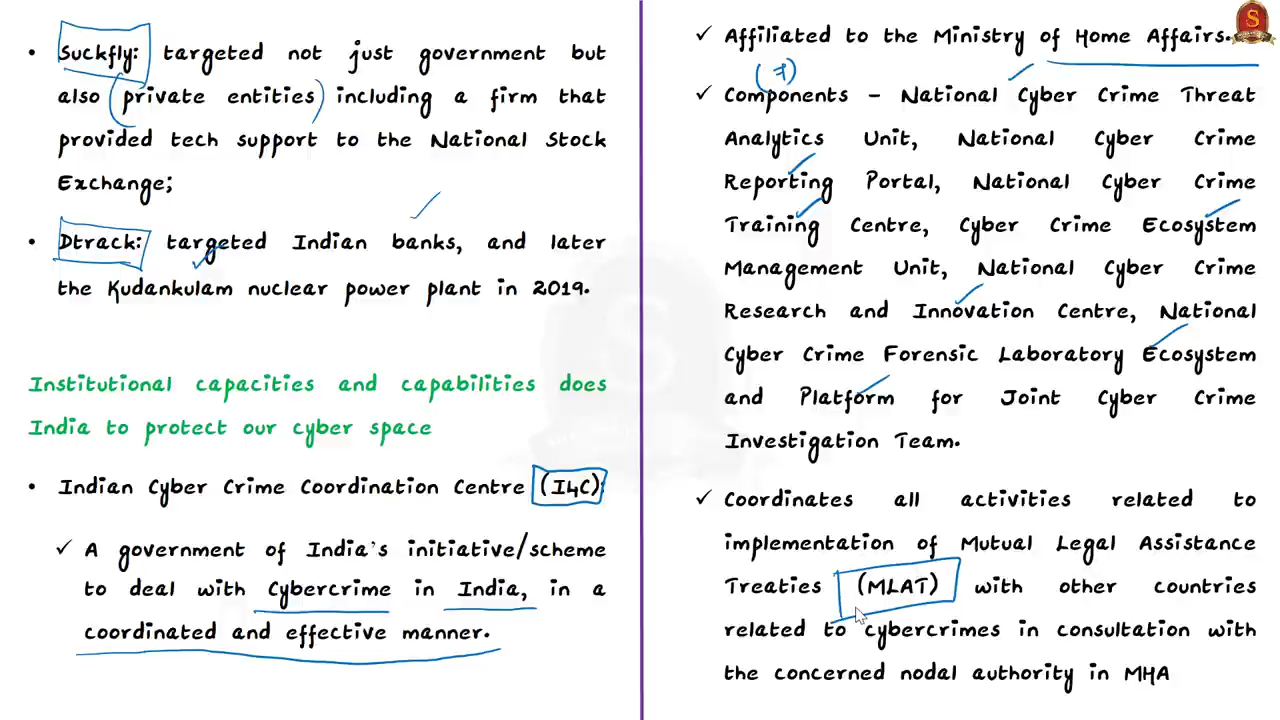 • Suckfly: targeted not just government but
also (private entities) including a firm that
provided tech support to the National Stock
Exchange;
• Dtrack: targeted Indian banks, and later
the Kudankulam nuclear power plant in 2019.
Institutional capacities and capabilities does
India to protect our cyber space
• Indian Cyber Crime Coordination Centre (I4C):
✓ A government of India's initiative/scheme
to deal with Cybercrime in India, in a
coordinated and effective manner.
✓ Affiliated to the Ministry of Home Affairs.
(7)
✓ Components - National Cyber Crime Threat
Analytics Unit, National Cyber Crime
Reporting Portal, National Cyber Crime
Training Centre, Cyber Crime Ecosystem
Management Unit, National Cyber Crime
Research and Innovation Centre, National
Cyber Crime Forensic Laboratory Ecosystem
and Platform for Joint Cyber Crime
Investigation Team.
✓ Coordinates all activities related to
implementation of Mutual Legal Assistance
Treaties (MLAT) with other countries
related to cybercrimes in consultation with
the concerned nodal authority in MHA